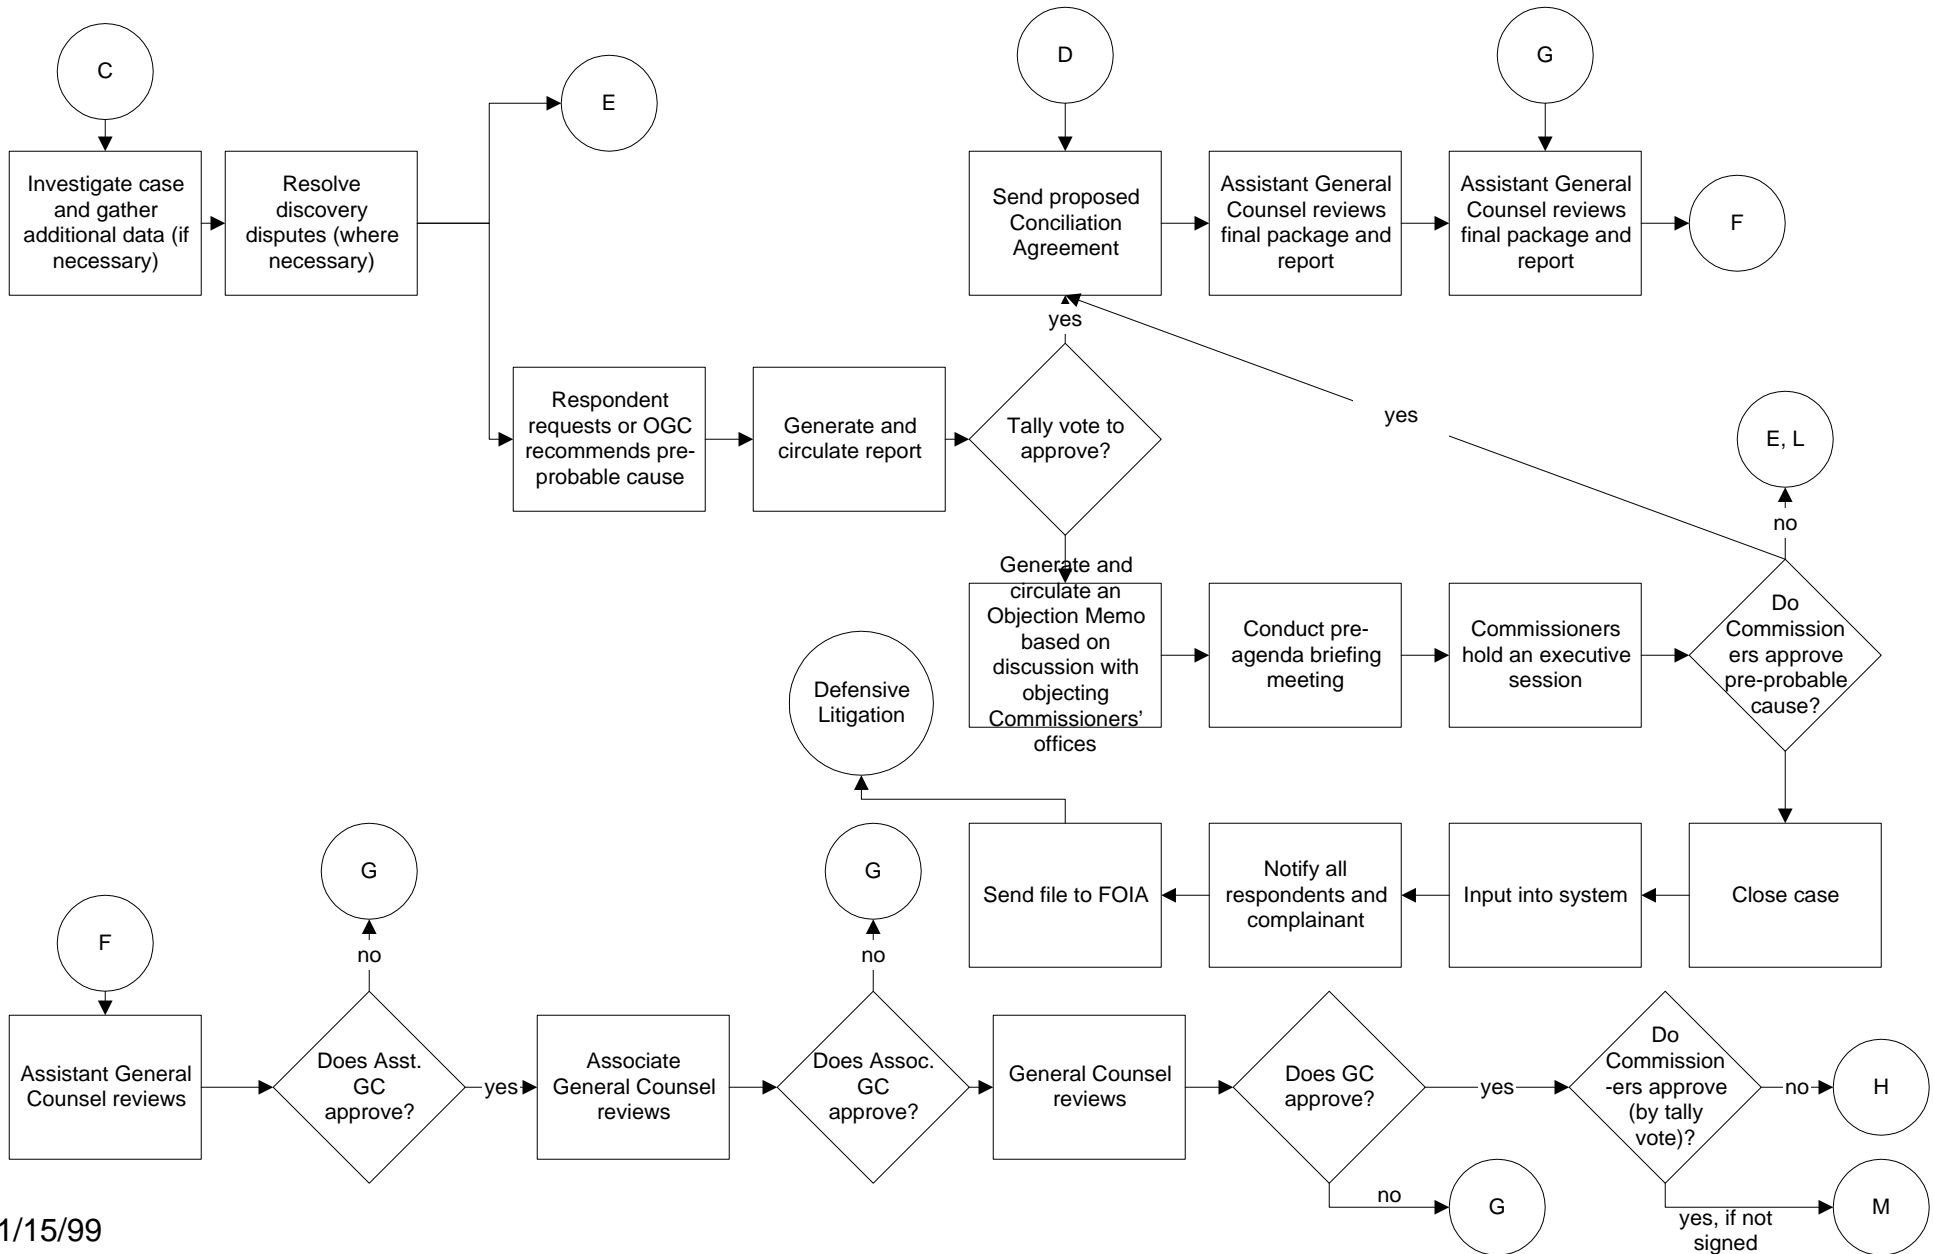 C
E
D
G
Investigate case
and gather
additional data (if
necessary)
Resolve
discovery
disputes (where
necessary)
Send proposed
Conciliation
Agreement
Assistant General
Counsel reviews
final package and
report
Assistant General
Counsel reviews
final package and
report
F
yes
Respondent
requests or OGC
recommends pre-
probable cause
Generate and
circulate report
Tally vote to
approve?
yes
E, L
no
Generate and
circulate an
Objection Memo
based on
discussion with
objecting
Commissioners'
offices
Conduct pre-
agenda briefing
meeting
Commissioners
hold an executive
session
Do
Commission
ers approve
pre-probable
cause?
Defensive
Litigation
Send file to FOIA
Notify all
respondents and
complainant
Input into system
Close case
F
G
no
G
no
Assistant General
Counsel reviews
Does Asst.
GC
approve?
yes
Associate
General Counsel
reviews
Does Assoc.
GC
approve?
General Counsel
reviews
Does GC
approve?
yes
Do
Commission
-ers approve
(by tally
vote)?
no
H
no
G
yes, if not
signed
M
1/15/99